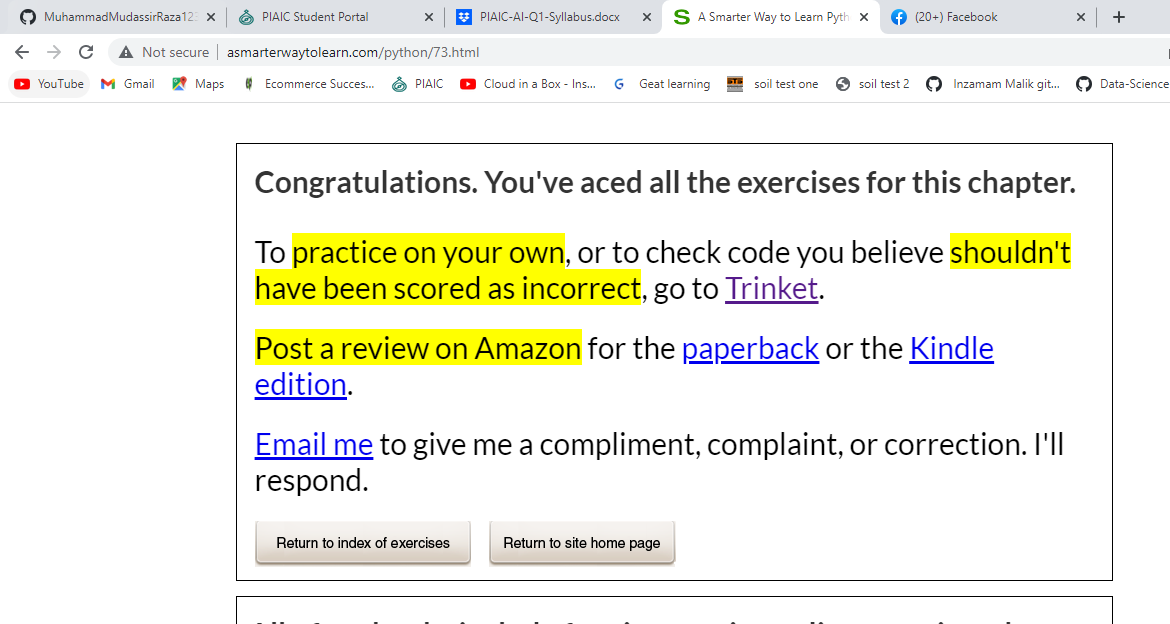 MuhammadMudassirRaza12
PIAIC Student Portal
PIAIC-AI-Q1-Syllabus.docx
A Smarter Way to Learn Pyth
(20+) Facebook
Not secure
asmarterwaytolearn.com/python/73.html
YouTube
Gmail
Maps
Ecommerce Succes...
PIAIC
Cloud in a Box - Ins...
Geat learning
soil test one
soil test 2
Inzamam Malik git...
Data-Science
Congratulations. You've aced all the exercises for this chapter.
To practice on your own, or to check code you believe shouldn't
have been scored as incorrect, go to Trinket.
Post a review on Amazon for the paperback or the Kindle
edition.
Email me to give me a compliment, complaint, or correction. I'll
respond.
Return to index of exercises
Return to site home page